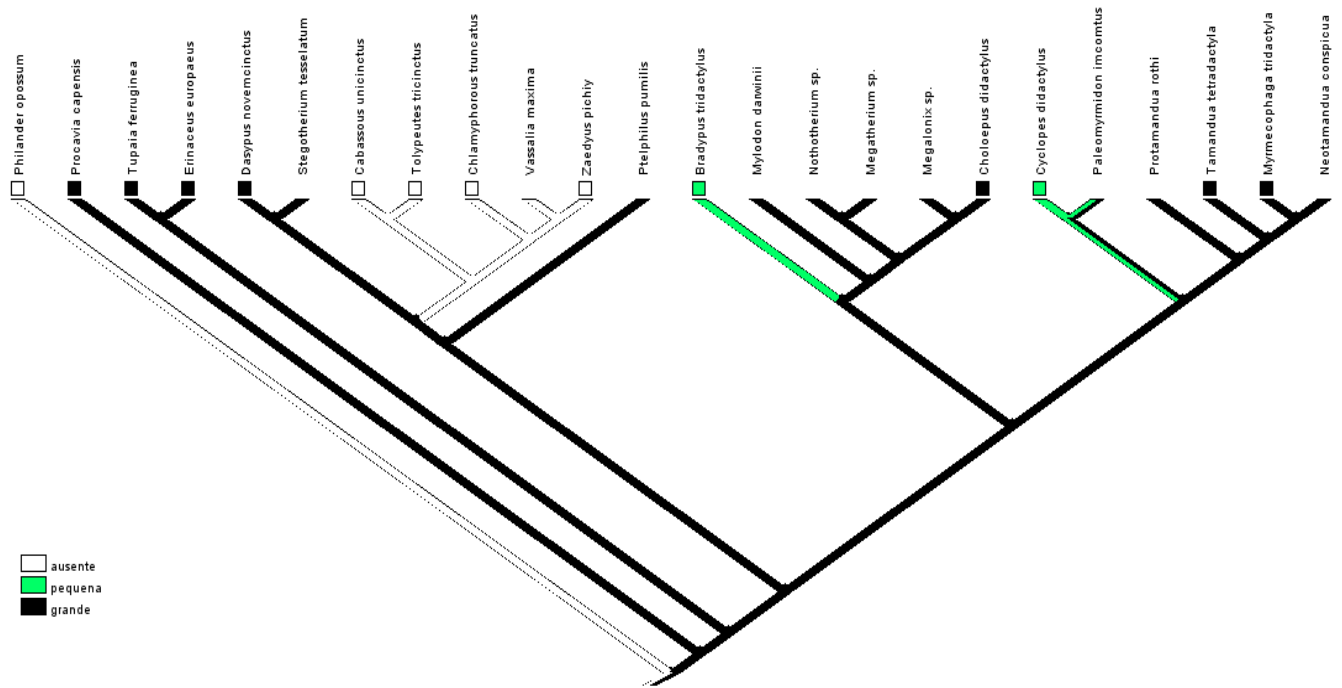 Philander opossum
Procavia capensis
Tupaia ferruginea
Erinaceus europaeus
Dasypus novemcinctus
Stegotherium tesselatum
Cabassous unicinctus
Tolypeutes tricinctus
Chlamyphorous truncatus
Vassalia maxima
Zaedyus pichiy
Ptelphilus pumilis
Bradypus tridactylus
Mylodon darwinii
Nothotherium sp.
Megatherium sp.
Megalonix sp.
Choloepus didactylus
Cyclopes didactylus
Paleomyrmidon imcomtus
Protamandua rothi
Tamandua tetradactyla
Myrmecophaga tridactyla
Neotamandua conspicua
ausente
pequena
grande